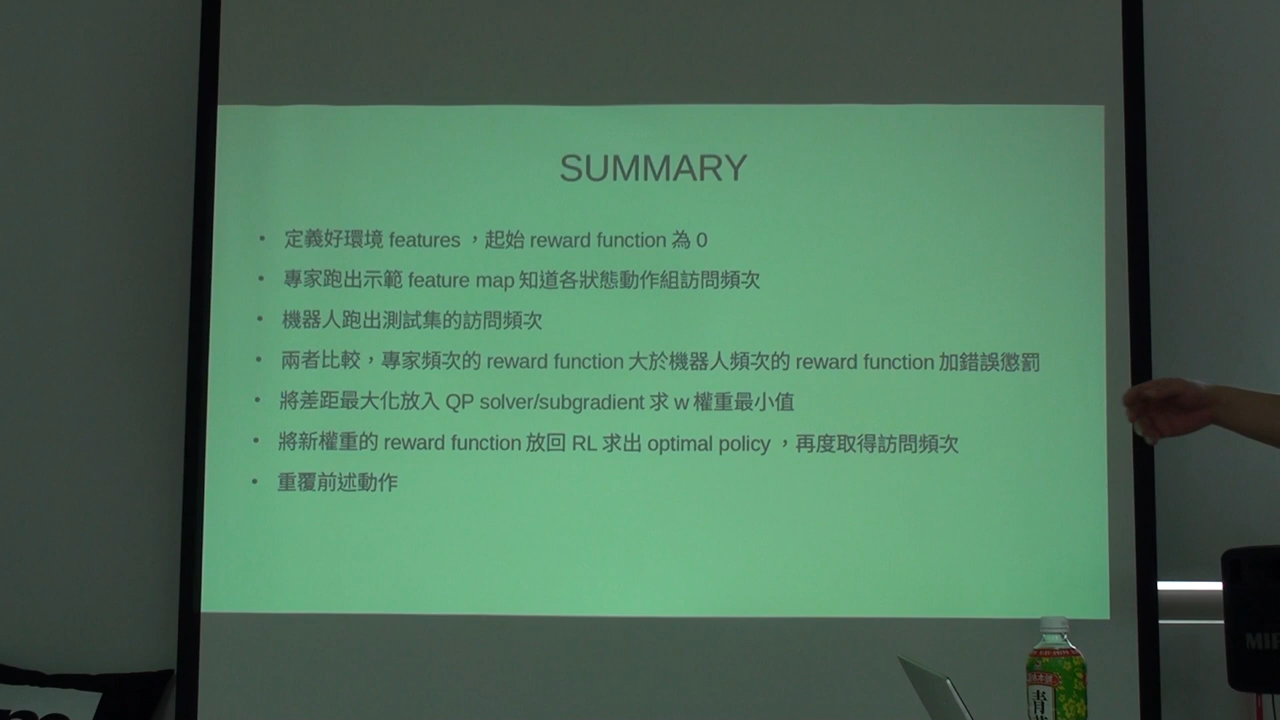 SUMMARY
• 定義好環境 features ，起始 reward function 為 0
• 專家跑出示範 feature map 知道各狀態動作組訪問頻次
• 機器人跑出測試集的訪問頻次
• 兩者比較，專家頻次的 reward function 大於機器人頻次的 reward function 加錯誤懲罰
• 將差距最大化放入 QP solver/subgradient 求 w 權重最小值
• 將新權重的 reward function 放回 RL 求出 optimal policy ，再度取得訪問頻次
• 重覆前述動作